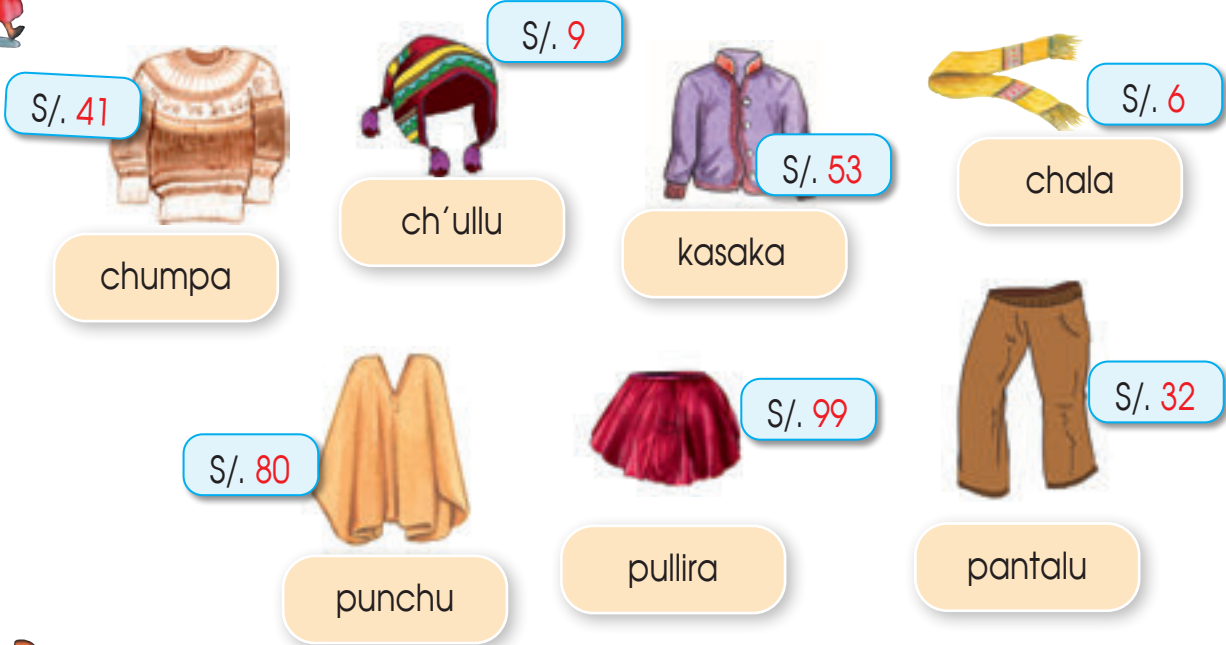 S/. 41
chumpa
S/. 9
ch´ullu
S/. 53
kasaka
S/. 6
chala
S/. 80
punchu
S/. 99
pullira
S/. 32
pantalu